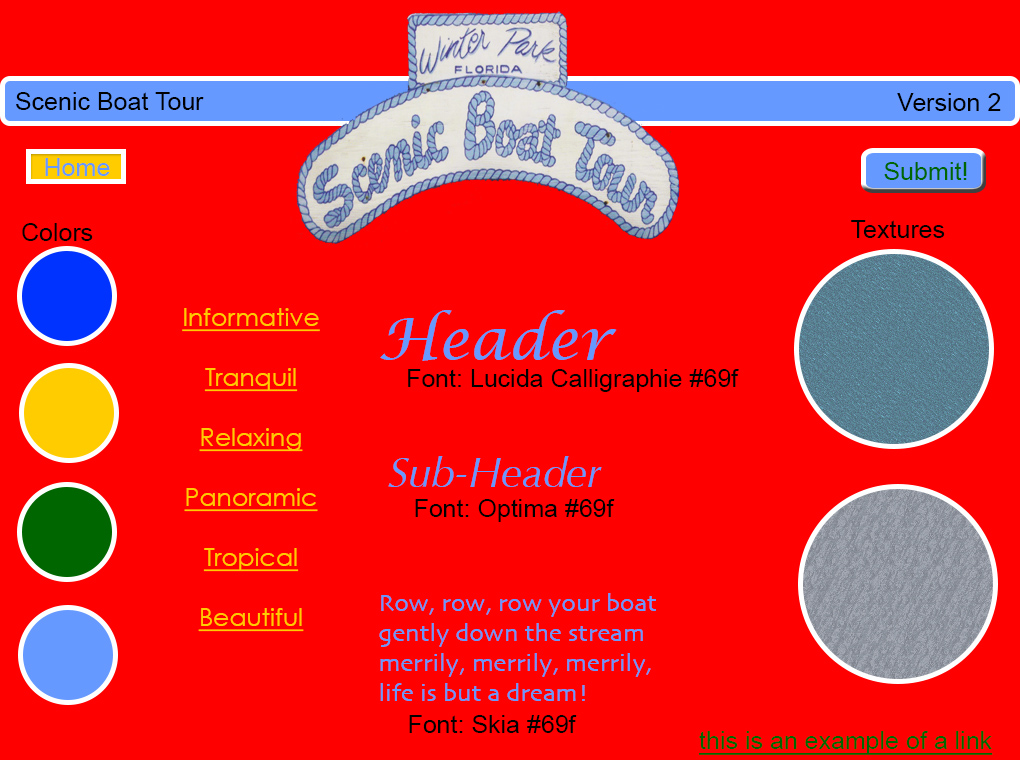 Winter Park
FLORIDA
Scenic Boat Tour
Scenic Boat Tour
Version 2
Home
Submit!
Colors
Textures
Informative
Tranquil
Relaxing
Panoramic
Tropical
Beautiful
Header
Font: Lucida Calligraphie #69f
Sub-Header
Font: Optima #69f
Row, row, row your boat
gently down the stream
merrily, merrily, merrily,
life is but a dream!
Font: Skia #69f
this is an example of a link